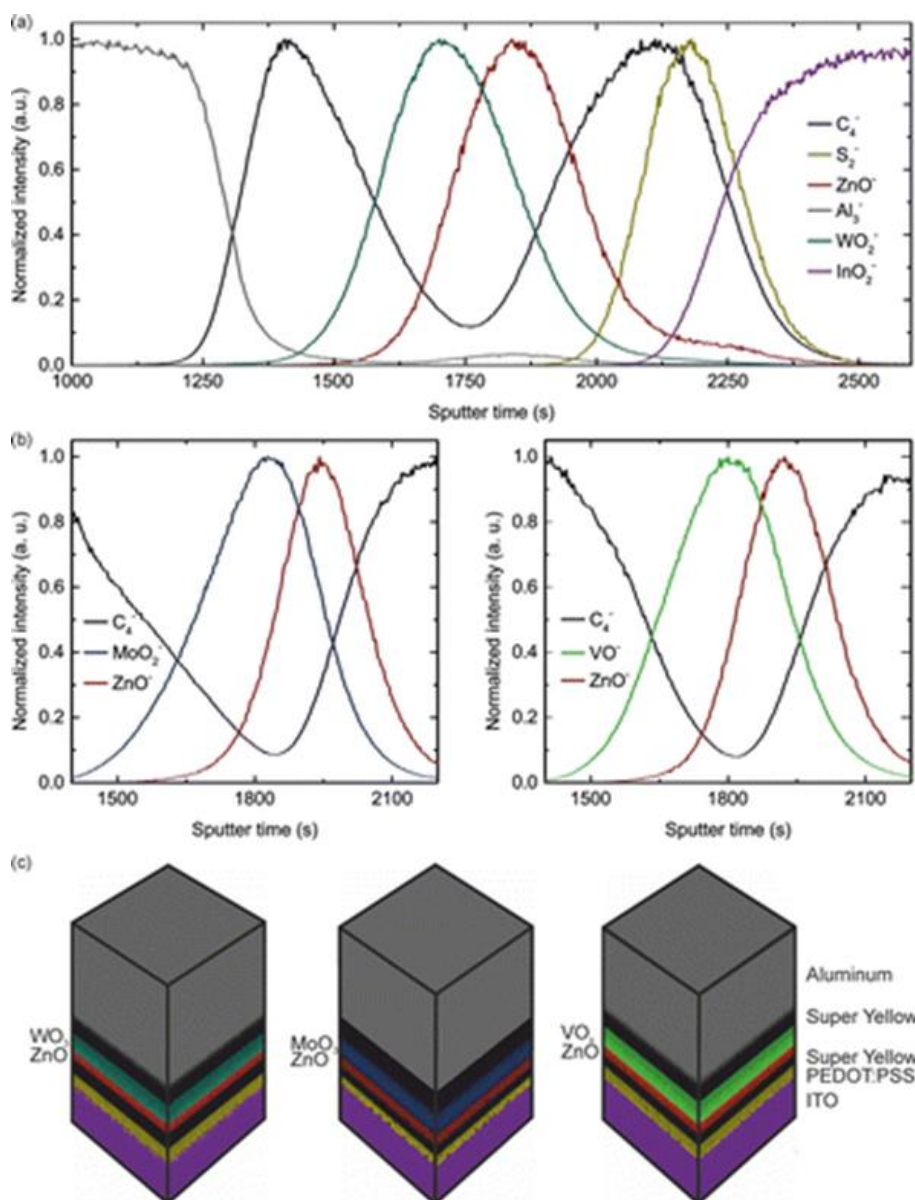 (a)
1.0
0.8
0.6
0.4
0.2
0.0
Normalized intensity (a.u.)
C₄⁻
S₂⁻
ZnO⁻
Al₃⁻
WO₂⁻
InO₂⁻
1000 1250 1500 1750 2000 2250 2500
Sputter time (s)
(b)
1.0
0.8
0.6
0.4
0.2
0.0
Normalized intensity (a. u.)
C₄⁻
MoO₂⁻
ZnO⁻
1500 1800 2100
Sputter time (s)
1.0
0.8
0.6
0.4
0.2
0.0
Normalized intensity (a. u.)
C₄⁻
VO⁻
ZnO⁻
1500 1800 2100
Sputter time (s)
(c)
WO
ZnO
MoO
ZnO
VO
ZnO
Aluminum
Super Yellow
Super Yellow
PEDOT:PSS
ITO